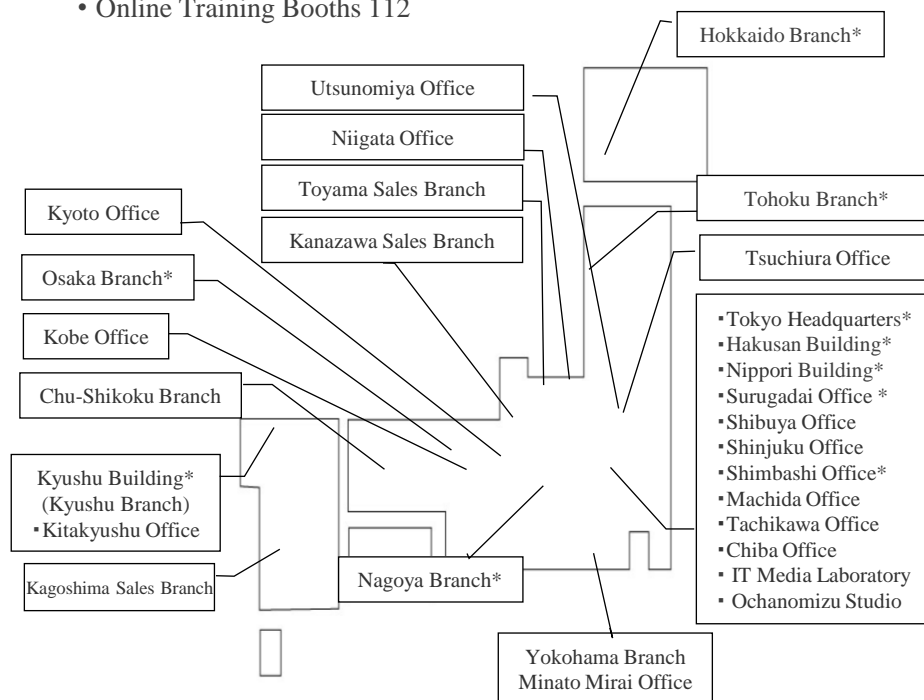 • Online Training Booths 112
Hokkaido Branch*
Utsunomiya Office
Niigata Office
Toyama Sales Branch
Kanazawa Sales Branch
Kyoto Office
Osaka Branch*
Kobe Office
Chu-Shikoku Branch
Kyushu Building*
(Kyushu Branch)
▪Kitakyushu Office
Kagoshima Sales Branch
Nagoya Branch*
Yokohama Branch
Minato Mirai Office
Tohoku Branch*
Tsuchiura Office
▪Tokyo Headquarters*
▪Hakusan Building*
▪Nippori Building*
▪Surugadai Office *
▪Shibuya Office
▪Shinjuku Office
▪Shimbashi Office*
▪Machida Office
▪Tachikawa Office
▪Chiba Office
▪ IT Media Laboratory
▪ Ochanomizu Studio